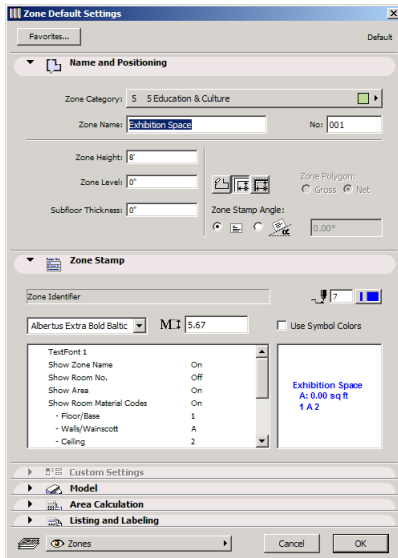 Zone Default Settings
Favorites...
Default
Name and Positioning
Zone Category: 5 5 Education & Culture
Zone Name: Exhibition Space No: 001
Zone Height: 8'
Zone Level: 0"
Subfloor Thickness: 0"
Zone Polygon:
Gross Net
Zone Stamp Angle:
α 0.00°
Zone Stamp
Zone Identifier
7
Albertus Extra Bold Baltic M 5.67 Use Symbol Colors
TextFont 1
Show Zone Name On
Show Room No. Off
Show Area On
Show Room Material Codes On
- Floor/Base 1
- Walls/Wainscott A
- Ceiling 2
Exhibition Space
A: 0.00 sq ft
1 A 2
Custom Settings
Model
Area Calculation
Listing and Labeling
Zones
Cancel OK